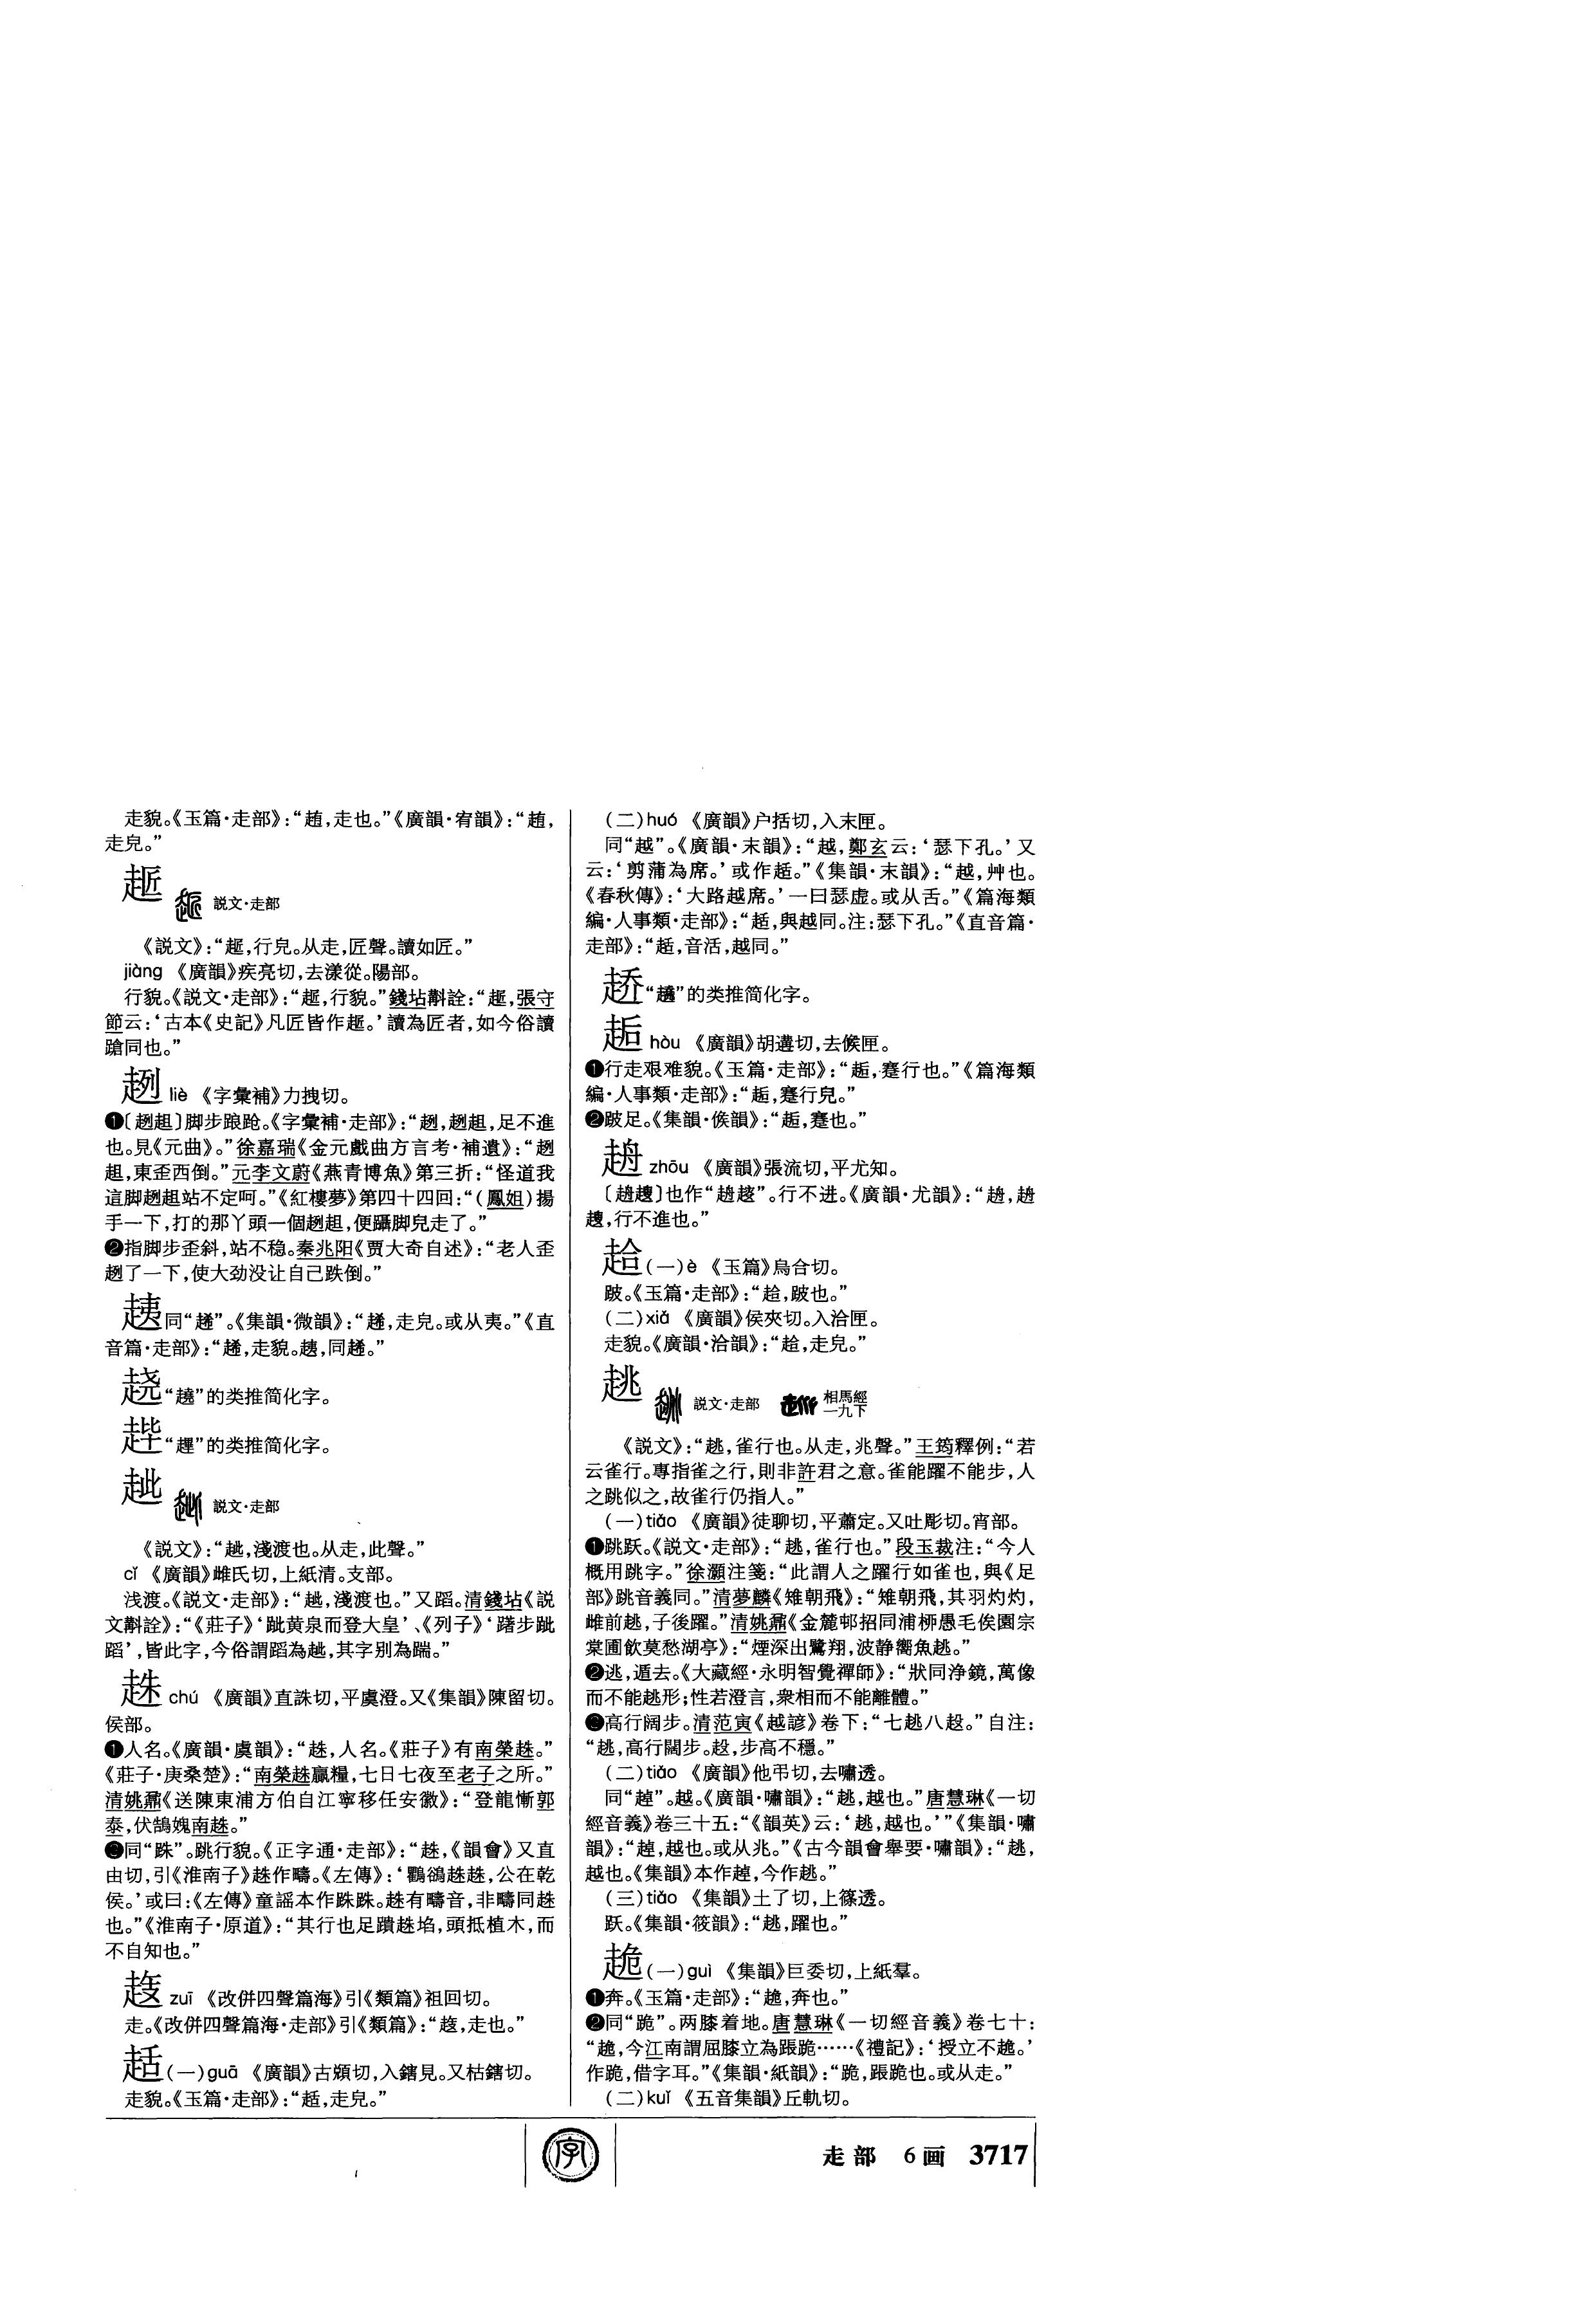 走貌。《玉篇·走部》：“趙，走也。”《廣韻·宥韻》：“趙，
走皃。”
𧻙
説文·走部
《説文》：“𧻙，行皃。从走，匠聲。讀如匠。”
jiàng 《廣韻》疾亮切，去漾從。陽部。
行貌。《説文·走部》：“𧻙，行貌。”錢坫斠詮：“𧻙，張守
節云：‘古本《史記》凡匠皆作𧻙。’讀為匠者，如今俗讀
蹌同也。”
趔 liè 《字彙補》力拽切。
❶〔趔趄〕脚步踉跄。《字彙補·走部》：“趔，趔趄，足不進
也。見《元曲》。”徐嘉瑞《金元戲曲方言考·補遺》：“趔
趄，東歪西倒。”元李文蔚《燕青博魚》第三折：“怪道我
這脚趔趄站不定呵。”《紅樓夢》第四十四回：“（鳳姐）揚
手一下，打的那丫頭一個趔趄，便躡脚兒走了。”
❷指脚步歪斜，站不稳。秦兆阳《贾大奇自述》：“老人歪
趔了一下，使大劲没让自己跌倒。”
同“”。《集韻·微韻》：“，走皃。或从夷。”《直
音篇·走部》：“，走貌。，同。”
“趬”的类推简化字。
“”的类推简化字。
赼
説文·走部
《説文》：“，淺渡也。从走，此聲。”
cǐ 《廣韻》雌氏切，上紙清。支部。
浅渡。《説文·走部》：“，淺渡也。”又蹈。清錢坫《説
文斠詮》：“《莊子》‘跐黄泉而登大皇’、《列子》‘躇步跐
蹈’，皆此字，今俗謂蹈為，其字别為踹。”
趎 chú 《廣韻》直誅切，平虞澄。又《集韻》陳留切。
侯部。
❶人名。《廣韻·虞韻》：“趎，人名。《莊子》有南榮趎。”
《莊子·庚桑楚》：“南榮趎贏糧，七日七夜至老子之所。”
清姚鼐《送陳東浦方伯自江寧移任安徽》：“登龍慚郭
泰，伏鵠媿南趎。”
❷同“跦”。跳行貌。《正字通·走部》：“趎，《韻會》又直
由切，引《淮南子》趎作疇。《左傳》：‘鸜鵒趎趎，公在乾
侯。’或曰：《左傳》童謡本作跦跦。趎有疇音，非疇同趎
也。”《淮南子·原道》：“其行也足蹪趎埳，頭抵植木，而
不自知也。”
zuī 《改併四聲篇海》引《類篇》祖回切。
走。《改併四聲篇海·走部》引《類篇》：“，走也。”
趏（一）guā 《廣韻》古頒切，入鎋見。又枯鎋切。
走貌。《玉篇·走部》：“趏，走皃。”
（二）huó 《廣韻》户括切，入末匣。
同“越”。《廣韻·末韻》：“越，鄭玄云：‘瑟下孔。’又
云：‘剪蒲為席。’或作趏。”《集韻·末韻》：“越，艸也。
《春秋傳》：‘大路越席。’一曰瑟虚。或从舌。”《篇海類
編·人事類·走部》：“趏，與越同。注：瑟下孔。”《直音篇·
走部》：“趏，音活，越同。”
“趫”的类推简化字。
hòu 《廣韻》胡遘切，去候匣。
❶行走艰难貌。《玉篇·走部》：“，蹇行也。”《篇海類
編·人事類·走部》：“，蹇行皃。”
❷跛足。《集韻·𠊱韻》：“，蹇也。”
zhōu 《廣韻》張流切，平尤知。
〔〕也作“”。行不进。《廣韻·尤韻》：“，
，行不進也。”
（一）è 《玉篇》烏合切。
跛。《玉篇·走部》：“，跛也。”
（二）xiá 《廣韻》侯夾切。入洽匣。
走貌。《廣韻·洽韻》：“，走皃。”
趒
説文·走部 相馬經
一九下
《説文》：“趒，雀行也。从走，兆聲。”王筠釋例：“若
云雀行。專指雀之行，則非許君之意。雀能躍不能步，人
之跳似之，故雀行仍指人。”
（一）tiáo 《廣韻》徒聊切，平蕭定。又吐彫切。宵部。
❶跳跃。《説文·走部》：“趒，雀行也。”段玉裁注：“今人
概用跳字。”徐灝注箋：“此謂人之躍行如雀也，與《足
部》跳音義同。”清夢麟《雉朝飛》：“雉朝飛，其羽灼灼，
雌前趒，子後躍。”清姚鼐《金麓邨招同浦柳愚毛俟園宗
棠圃飲莫愁湖亭》：“煙深出鷺翔，波静嚮魚趒。”
❷逃，遁去。《大藏經·永明智覺禪師》：“狀同浄鏡，萬像
而不能趒形；性若澄言，衆相而不能離體。”
❸高行阔步。清范寅《越諺》卷下：“七趒八。”自注：
“趒，高行闊步。，步高不穩。”
（二）tiào 《廣韻》他弔切，去嘯透。
同“趠”。越。《廣韻·嘯韻》：“趒，越也。”唐慧琳《一切
經音義》卷三十五：“《韻英》云：‘趒，越也。’”《集韻·嘯
韻》：“趠，越也。或从兆。”《古今韻會舉要·嘯韻》：“趒，
越也。《集韻》本作趠，今作趒。”
（三）tiǎo 《集韻》土了切，上篠透。
跃。《集韻·筱韻》：“趒，躍也。”
（一）guì 《集韻》巨委切，上紙羣。
❶奔。《玉篇·走部》：“，奔也。”
❷同“跪”。两膝着地。唐慧琳《一切經音義》卷七十：
“，今江南謂屈膝立為跟跪……《禮記》：‘授立不。’
作跪，借字耳。”《集韻·紙韻》：“跪，䠆跪也。或从走。”
（二）kuǐ 《五音集韻》丘軌切。
字
走部 6画 3717